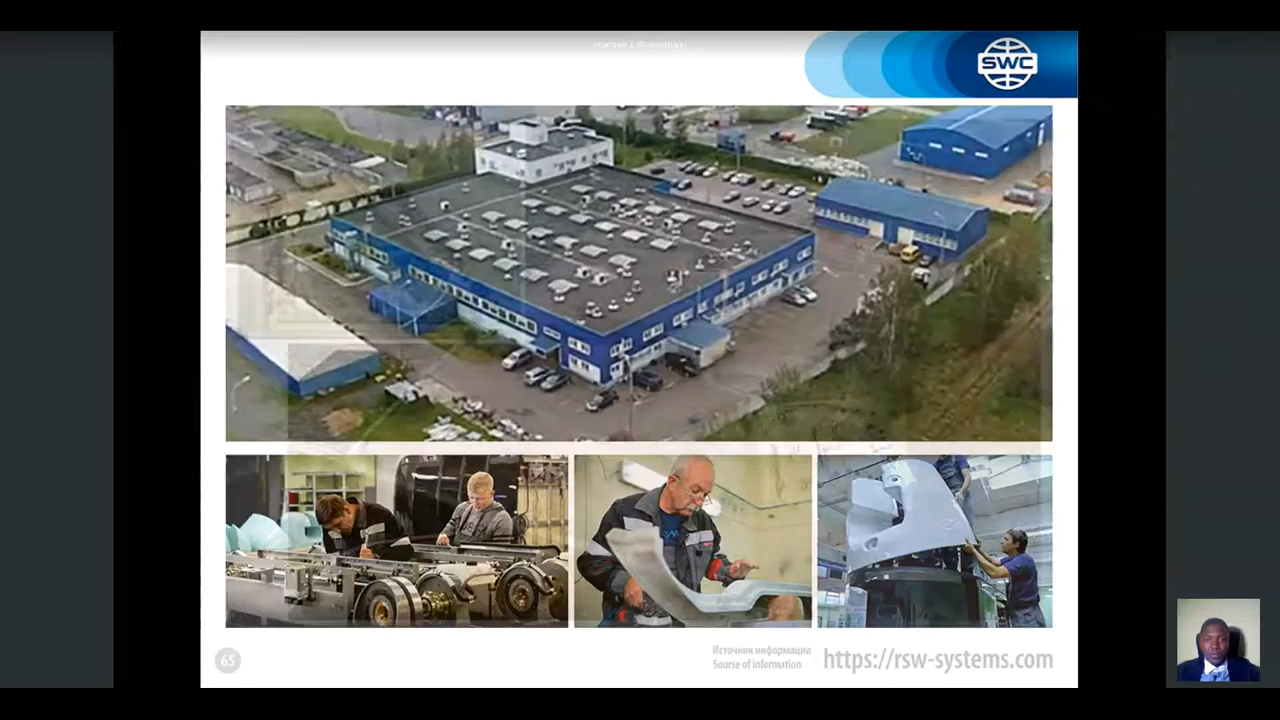 SWC
65
Источник информации
Sourse of information
https://rsw-systems.com